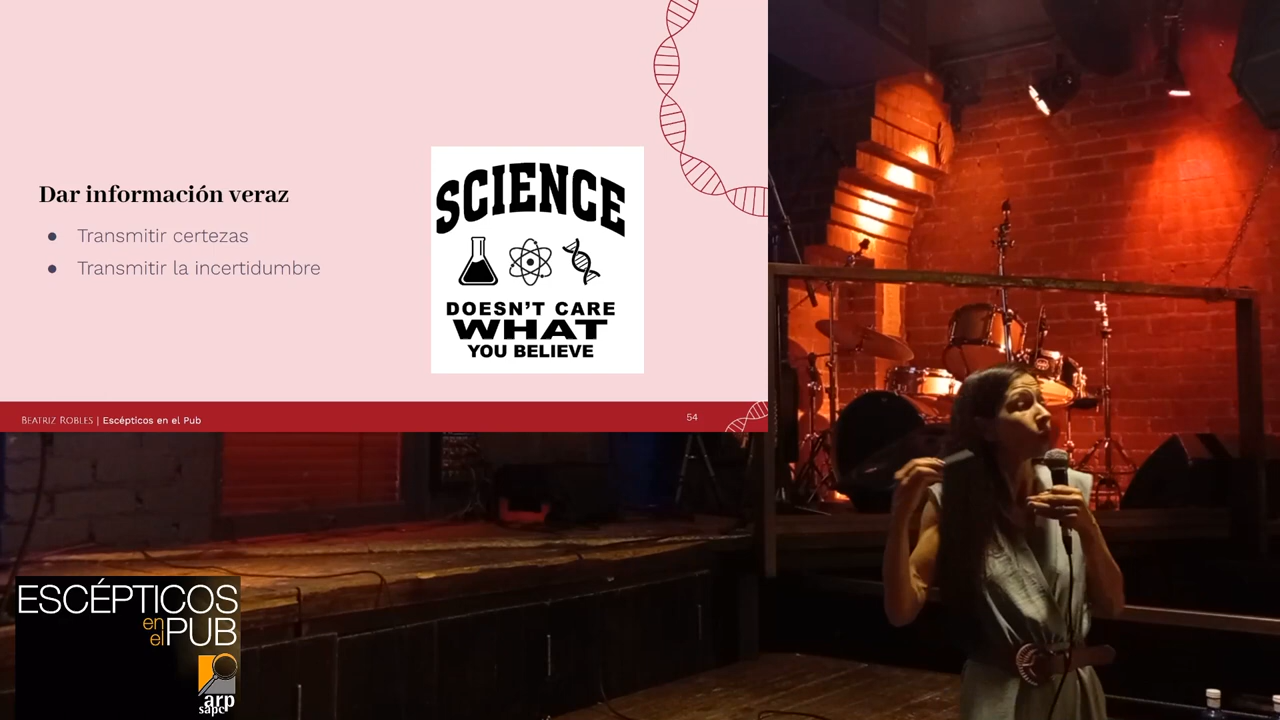 Dar información veraz
Transmitir certezas
Transmitir la incertidumbre
SCIENCE
DOESN'T CARE
WHAT
YOU BELIEVE
BEATRIZ ROBLES | Escépticos en el Pub
54
ESCÉPTICOS
en
el PUB
arp
sapc